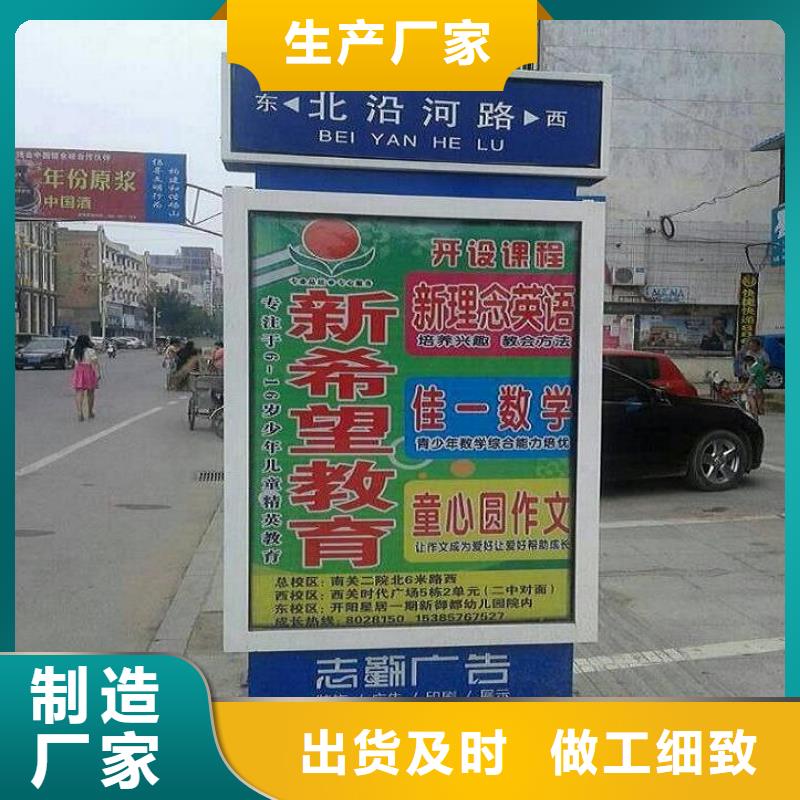 生产厂家
东 北沿河路 西
BEI YAN HE LU
年份原浆
中国酒
开设课程
新希望教育
专注于6-16岁少年儿童精英教育
新理念英语
培养兴趣 教会方法
佳一数学
青少年数学综合能力培优
童心圆作文
让作文成为爱好让爱好帮助成长
总校区：南关二院北6米路西
西校区：西关时代广场5栋2单元（二中对面）
东校区：开阳星居一期新御都幼儿园院内
成长热线：8028150 15385767527
志勤广告
制造
厂家
出货及时 做工细致